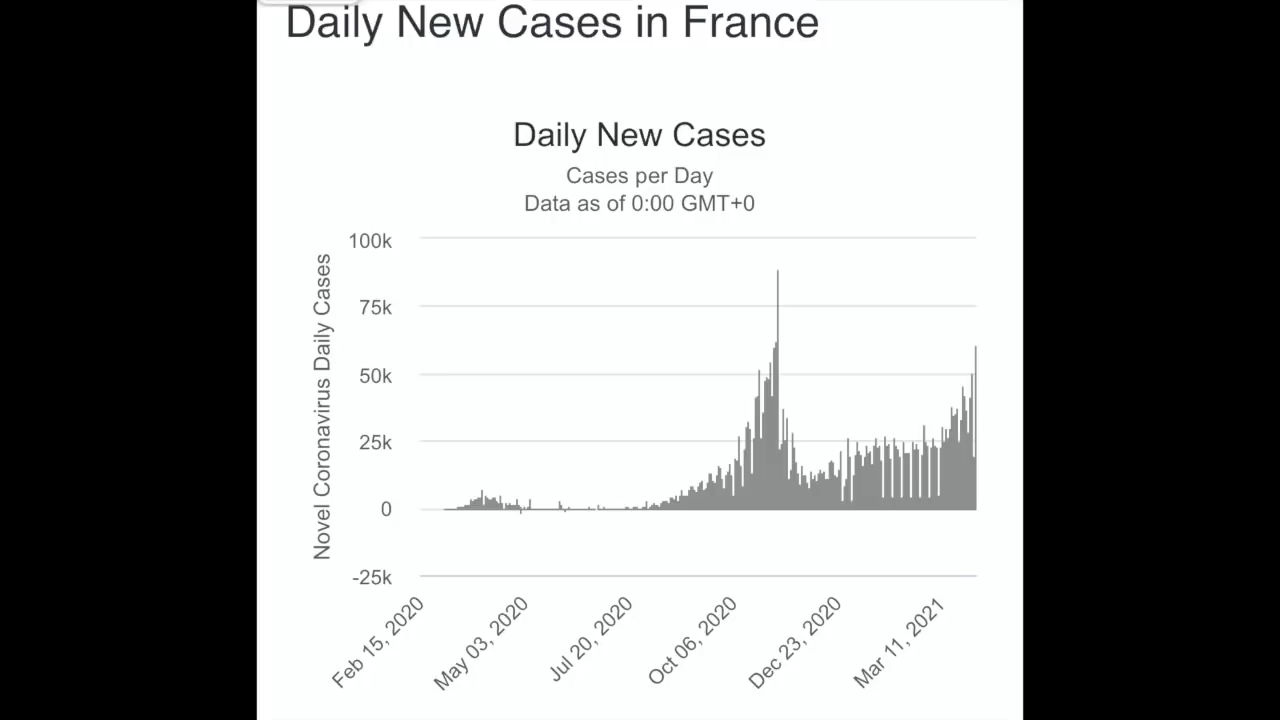 Daily New Cases in France
Daily New Cases
Cases per Day
Data as of 0:00 GMT+0
Novel Coronavirus Daily Cases
100k
75k
50k
25k
0
-25k
Feb 15, 2020
May 03, 2020
Jul 20, 2020
Oct 06, 2020
Dec 23, 2020
Mar 11, 2021